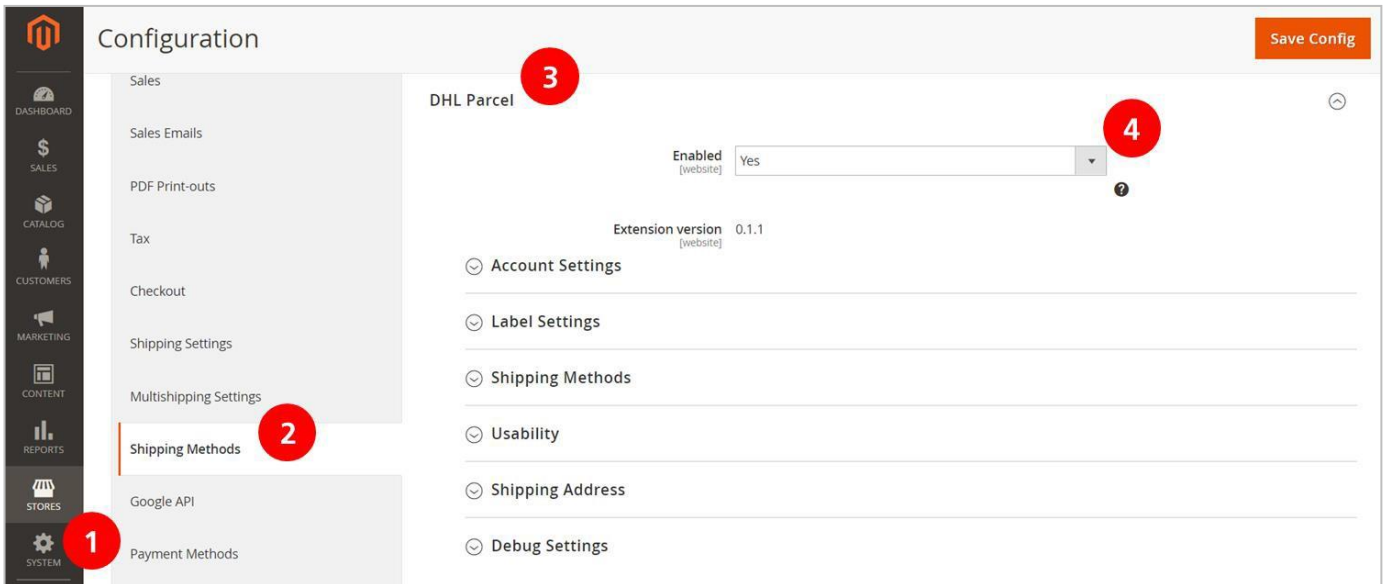 Configuration
Save Config
DASHBOARD
SALES
CATALOG
CUSTOMERS
MARKETING
CONTENT
REPORTS
STORES
SYSTEM
1
Sales
Sales Emails
PDF Print-outs
Tax
Checkout
Shipping Settings
Multishipping Settings
2
Shipping Methods
Google API
Payment Methods
3
DHL Parcel
4
Enabled Yes
[website]
?
Extension version 0.1.1
[website]
Account Settings
Label Settings
Shipping Methods
Usability
Shipping Address
Debug Settings